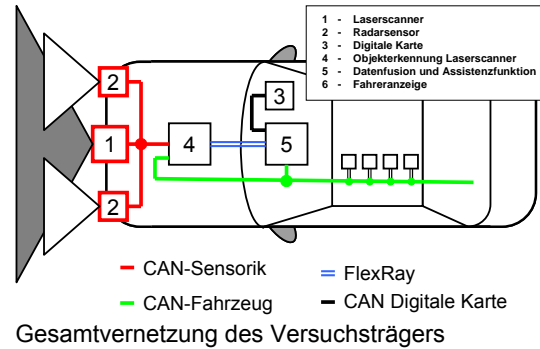 1 - Laserscanner
2 - Radarsensor
3 - Digitale Karte
4 - Objekterkennung Laserscanner
5 - Datenfusion und Assistenzfunktion
6 - Fahreranzeige
2
3
1
4
5
2
CAN-Sensorik
FlexRay
CAN-Fahrzeug
CAN Digitale Karte
Gesamtvernetzung des Versuchsträgers